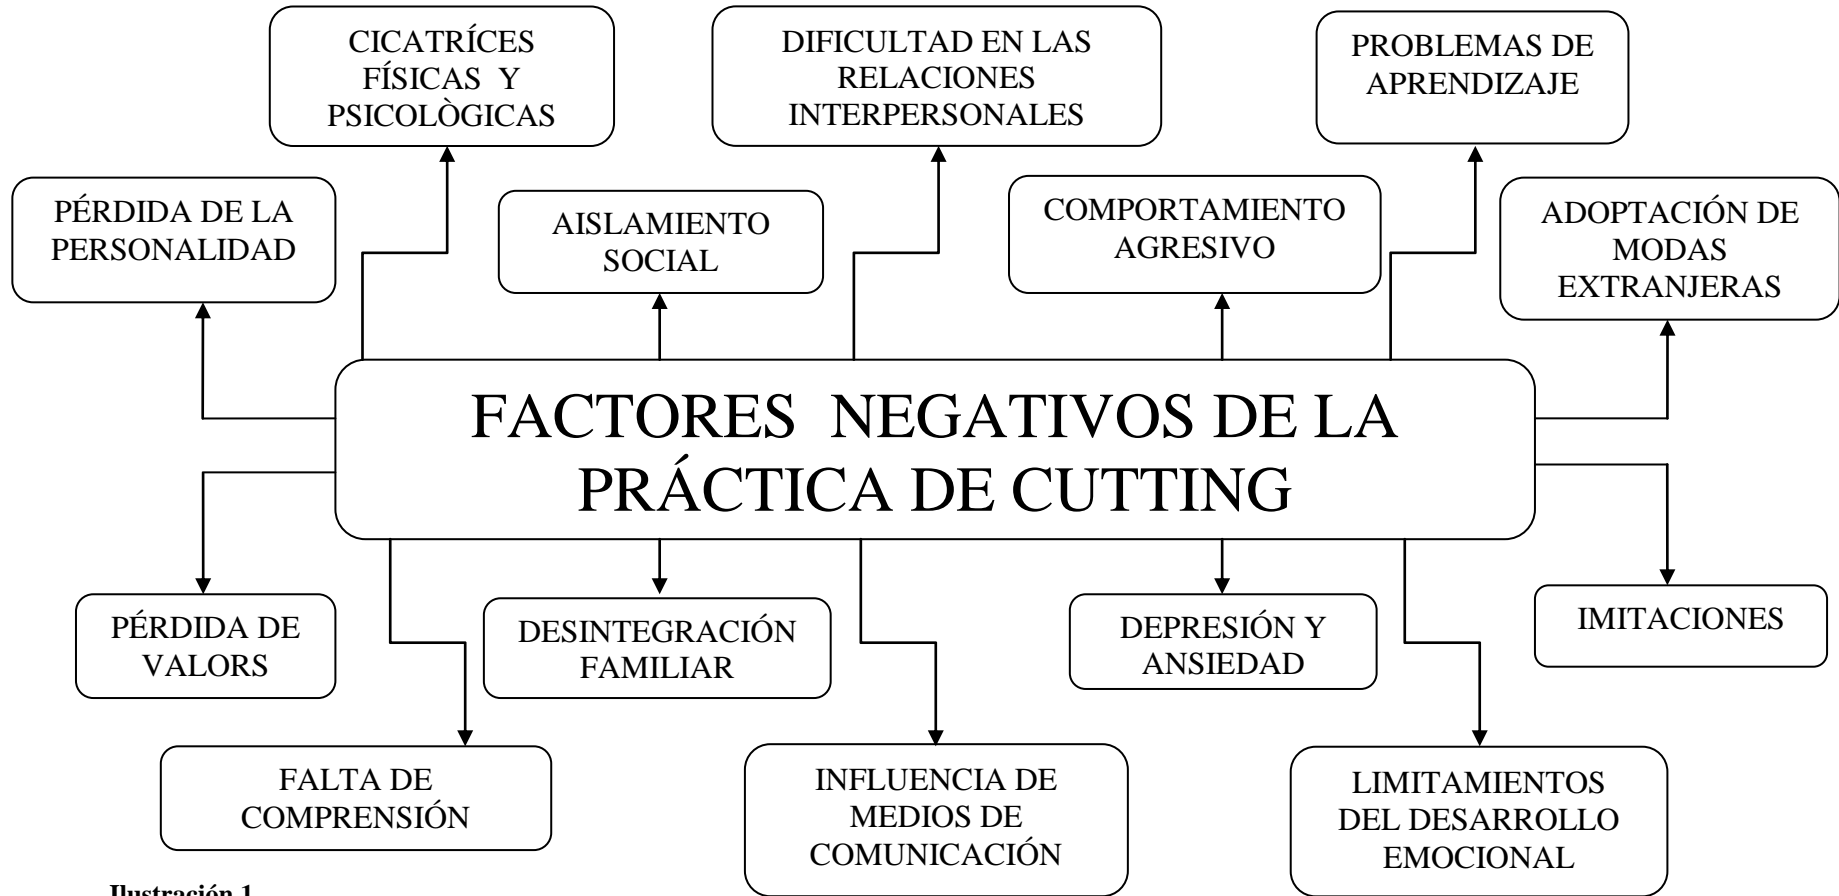 CICATRÍCES
FÍSICAS Y
PSICOLÒGICAS
DIFICULTAD EN LAS
RELACIONES
INTERPERSONALES
PROBLEMAS DE
APRENDIZAJE
PÉRDIDA DE LA
PERSONALIDAD
AISLAMIENTO
SOCIAL
COMPORTAMIENTO
AGRESIVO
ADOPTACIÓN DE
MODAS
EXTRANJERAS
FACTORES NEGATIVOS DE LA
PRÁCTICA DE CUTTING
PÉRDIDA DE
VALORS
DESINTEGRACIÓN
FAMILIAR
DEPRESIÓN Y
ANSIEDAD
IMITACIONES
FALTA DE
COMPRENSIÓN
INFLUENCIA DE
MEDIOS DE
COMUNICACIÓN
LIMITAMIENTOS
DEL DESARROLLO
EMOCIONAL
Ilustración 1